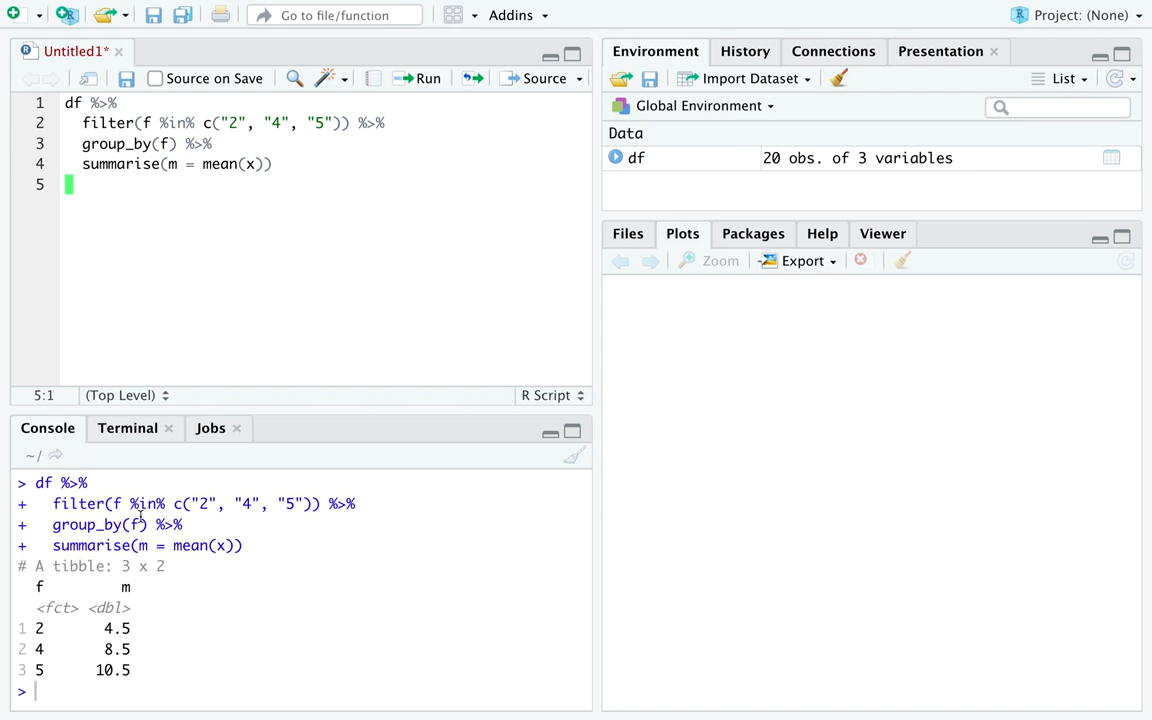 Go to file/function
Addins
Project: (None)
Untitled1*
Source on Save
Run
Source
1 df %>%
2 filter(f %in% c("2", "4", "5")) %>%
3 group_by(f) %>%
4 summarise(m = mean(x))
5
5:1 (Top Level) R Script
Console Terminal Jobs
~/
> df %>%
+ filter(f %in% c("2", "4", "5")) %>%
+ group_by(f) %>%
+ summarise(m = mean(x))
# A tibble: 3 x 2
f m
<fct> <dbl>
1 2 4.5
2 4 8.5
3 5 10.5
>
Environment History Connections Presentation
Import Dataset List
Global Environment
Data
df 20 obs. of 3 variables
Files Plots Packages Help Viewer
Zoom Export